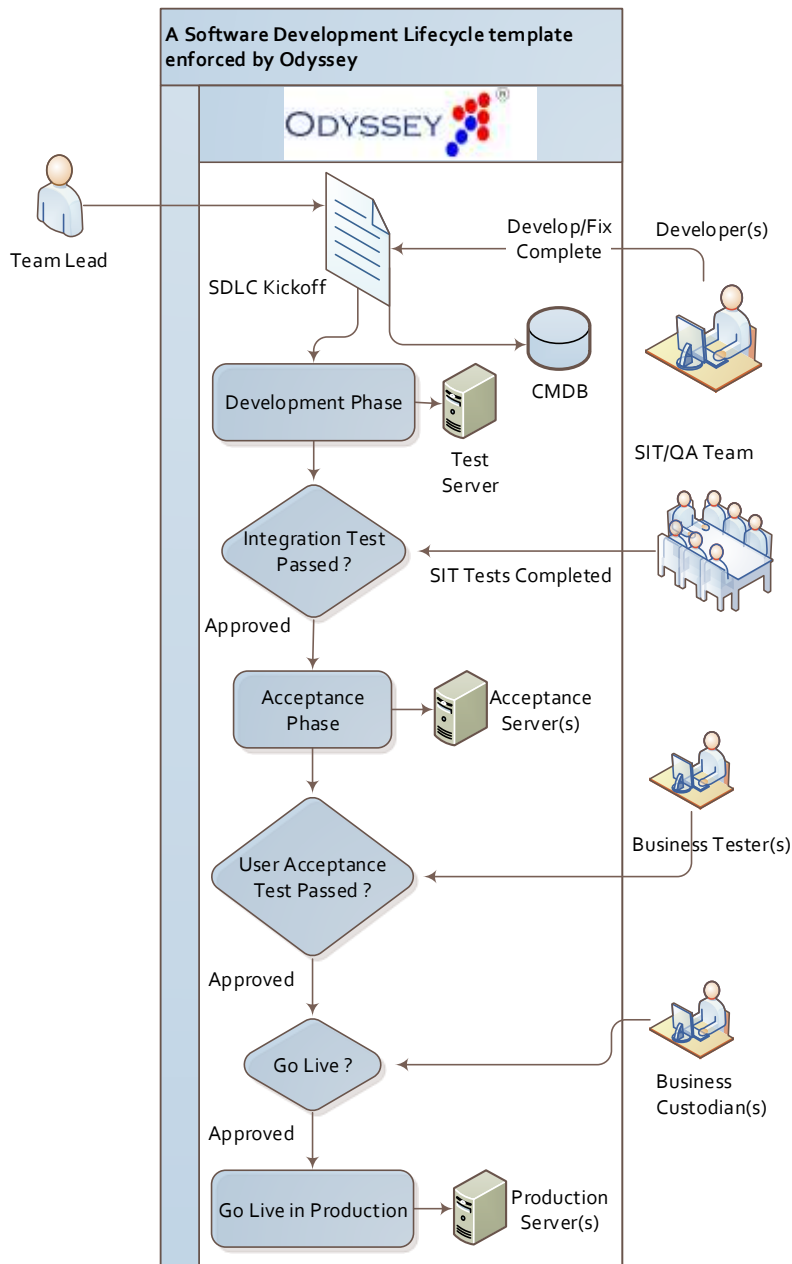 A Software Development Lifecycle template
enforced by Odyssey
ODYSSEY
®
Team Lead
Develop/Fix
Complete
Developer(s)
SDLC Kickoff
CMDB
Development Phase
Test
Server
SIT/QA Team
Integration Test
Passed ?
SIT Tests Completed
Approved
Acceptance
Phase
Acceptance
Server(s)
Business Tester(s)
User Acceptance
Test Passed ?
Approved
Go Live ?
Business
Custodian(s)
Approved
Go Live in Production
Production
Server(s)